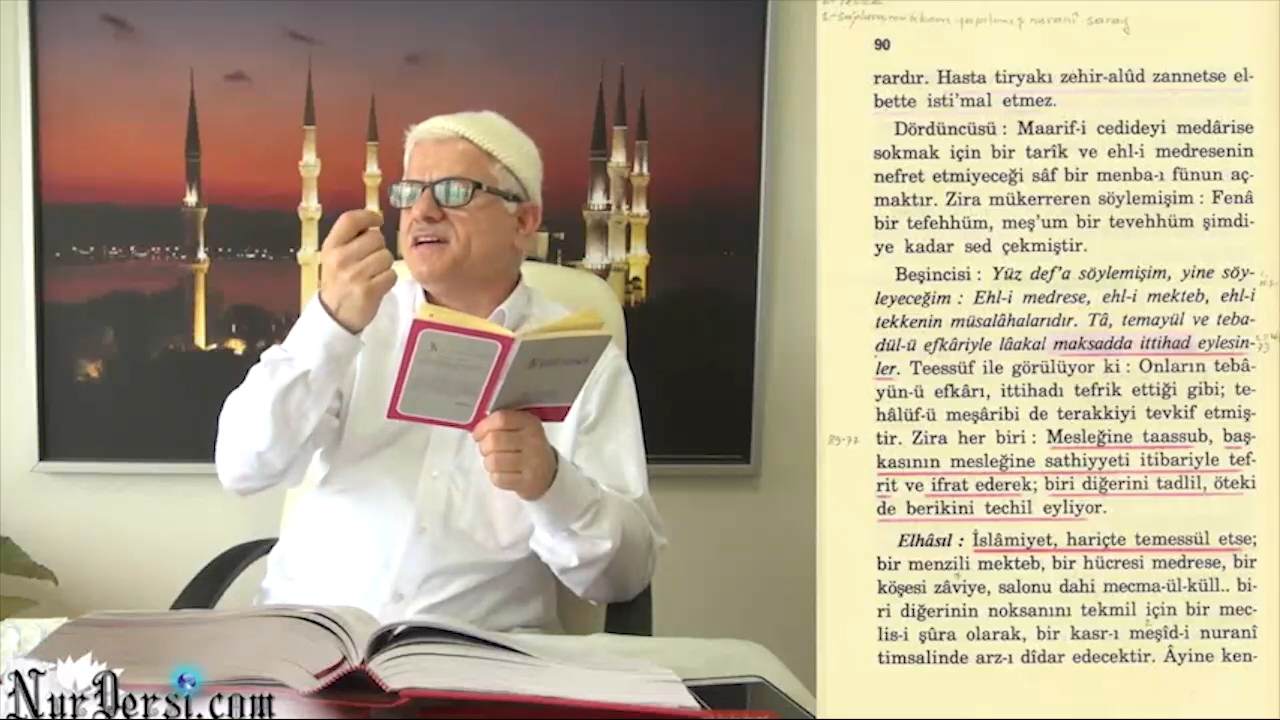 yapılmış nuranî saray
90
rardır. Hasta tiryakı zehir-alûd zannetse el-
bette isti'mal etmez.
Dördüncüsü : Maarif-i cedideyi medârise
sokmak için bir tarîk ve ehl-i medresenin
nefret etmiyeceği sâf bir menba-ı fünun aç-
maktır. Zira mükerreren söylemişim : Fenâ
bir tefehhüm, meş'um bir tevehhüm şimdi-
ye kadar sed çekmiştir.
Beşincisi : Yüz def'a söylemişim, yine söy-
leyeceğim : Ehl-i medrese, ehl-i mekteb, ehl-i
tekkenin müsalâhalarıdır. Tâ, temayül ve teba-
dül-ü efkâriyle lâakal maksadda ittihad eylesin-
ler. Teessüf ile görülüyor ki : Onların tebâ-
yün-ü efkârı, ittihadı tefrik ettiği gibi; te-
hâlüf-ü meşâribi de terakkiyi tevkif etmiş-
tir. Zira her biri : Mesleğine taassub, baş-
89-77
kasının mesleğine sathiyyeti itibariyle tef-
rit ve ifrat ederek; biri diğerini tadlil, öteki
de berikini techil eyliyor.
Elhâsıl : İslâmiyet, hariçte temessül etse;
bir menzili mekteb, bir hücresi medrese, bir
köşesi zâviye, salonu dahi mecma-ül-küll.. bi-
ri diğerinin noksanını tekmil için bir mec-
lis-i şûra olarak, bir kasr-ı meşîd-i nuranî
timsalinde arz-ı dîdar edecektir. Âyine ken-
NurDersi.com